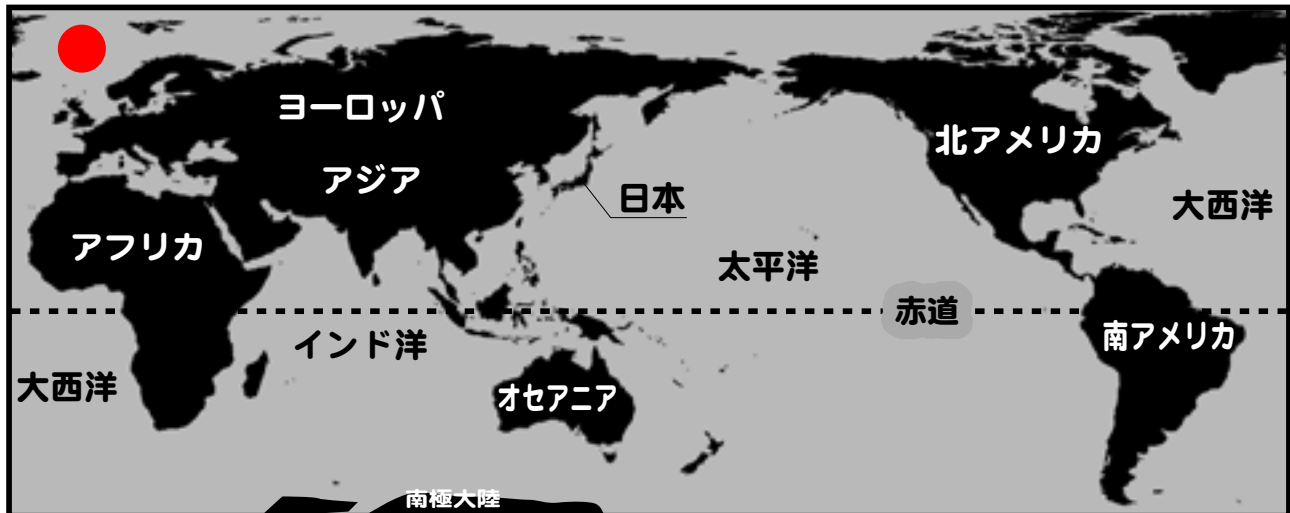 ヨーロッパ
北アメリカ
アジア
日本
大西洋
アフリカ
太平洋
赤道
インド洋
南アメリカ
大西洋
オセアニア
南極大陸